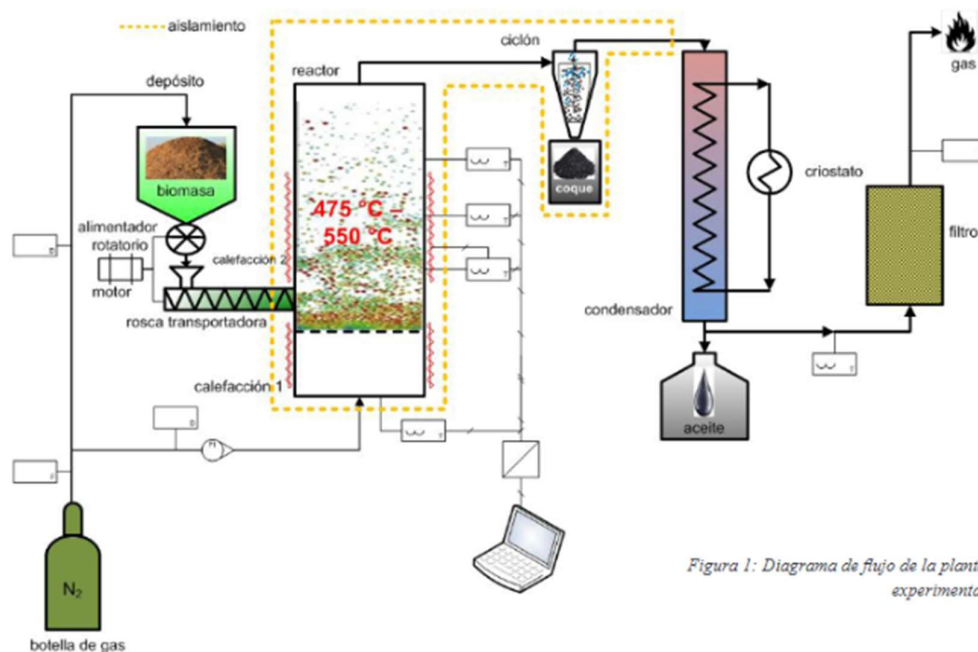 aislamiento
ciclón
gas
reactor
depósito
biomasa
coque
criostato
475 °C –
550 °C
alimentador
rotatorio
calefacción 2
filtro
motor
rosca transportadora
condensador
calefacción 1
aceite
N2
botella de gas
Figura 1: Diagrama de flujo de la plant
experimenta